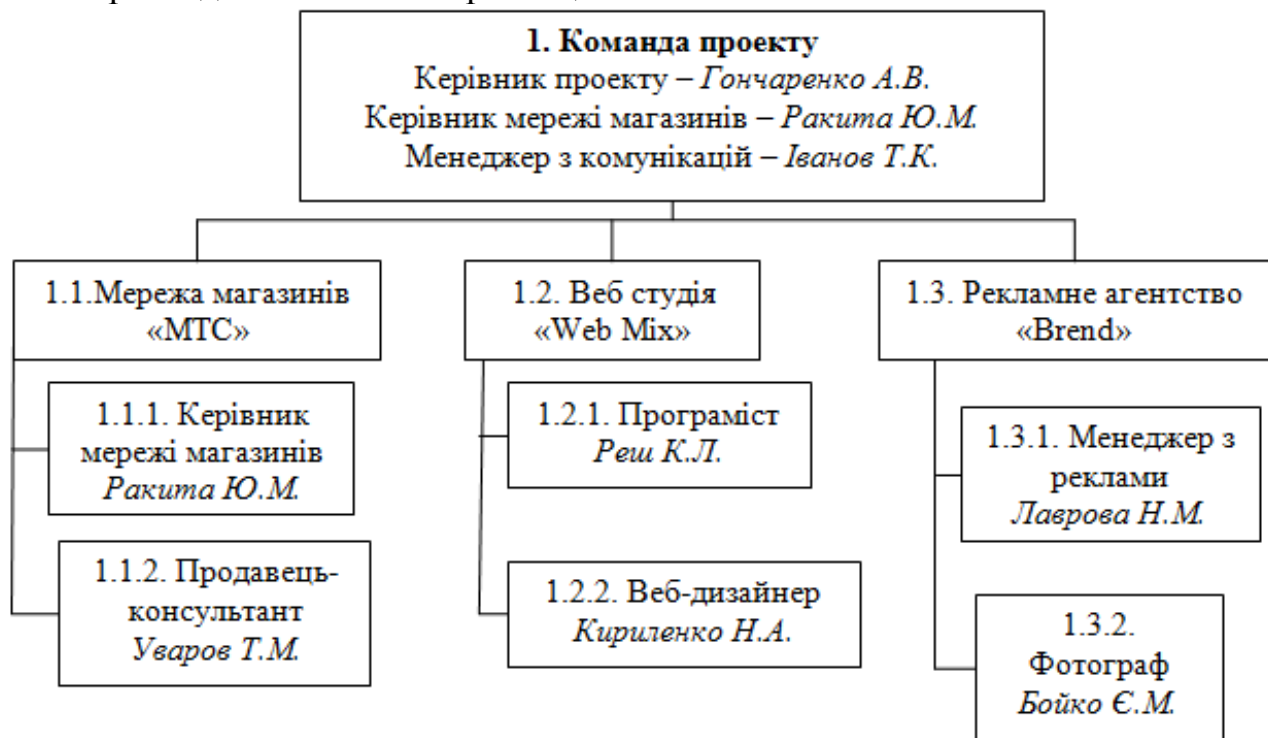 1. Команда проекту
Керівник проекту – Гончаренко А.В.
Керівник мережі магазинів – Ракита Ю.М.
Менеджер з комунікацій – Іванов Т.К.
1.1.Мережа магазинів
«МТС»
1.1.1. Керівник
мережі магазинів
Ракита Ю.М.
1.1.2. Продавець-
консультант
Уваров Т.М.
1.2. Веб студія
«Web Mix»
1.2.1. Програміст
Реш К.Л.
1.2.2. Веб-дизайнер
Кириленко Н.А.
1.3. Рекламне агентство
«Brend»
1.3.1. Менеджер з
реклами
Лаврова Н.М.
1.3.2.
Фотограф
Бойко Є.М.